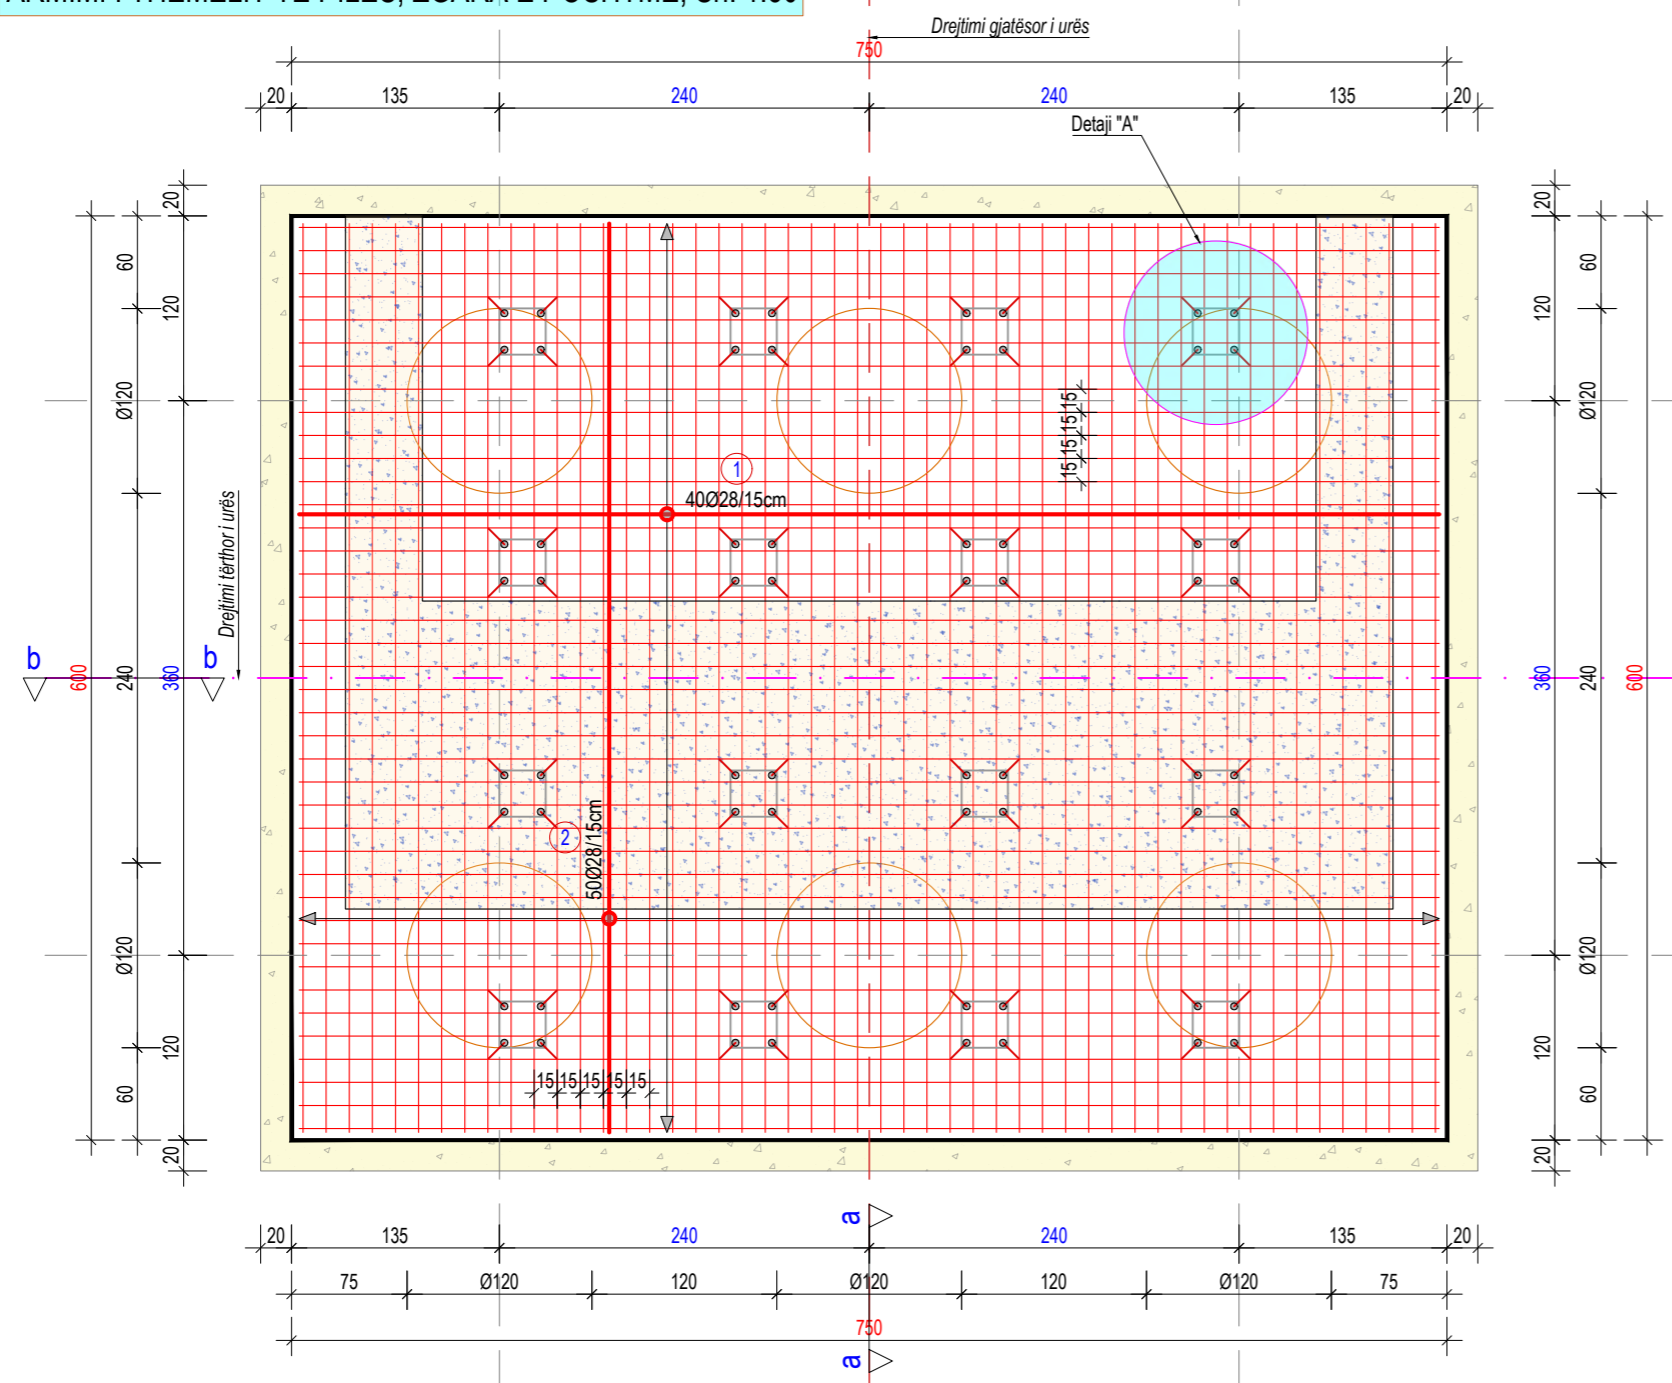 Drejtimi gjatësor i urës
750
20 135 240 240 135 20
Detaji "A"
20 20
60 120 120 60
Ø120 Ø120
15 15 15 15
1
40Ø28/15cm
Drejtimi tërthor i urës
b b
600 240 360 360 240 600
2
50Ø28/15cm
Ø120 Ø120
15 15 15 15 15
60 120 120 60
20 20
a
20 135 240 240 135 20
75 Ø120 120 Ø120 120 Ø120 75
750
a